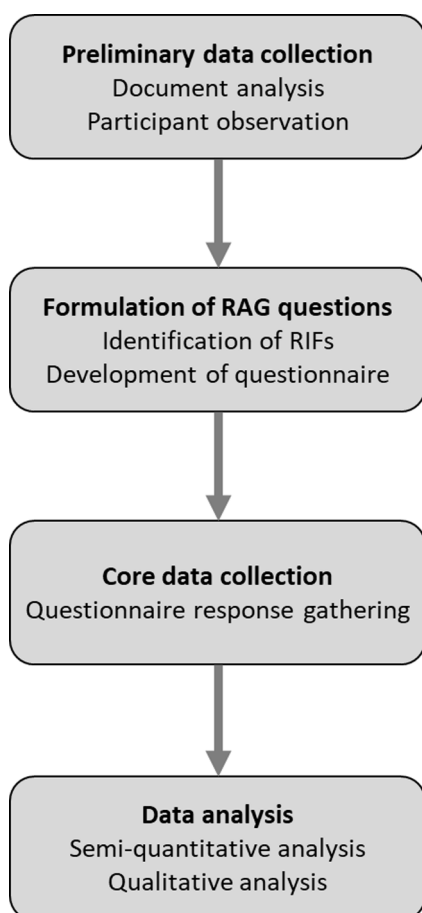 Preliminary data collection
Document analysis
Participant observation
Formulation of RAG questions
Identification of RIFs
Development of questionnaire
Core data collection
Questionnaire response gathering
Data analysis
Semi-quantitative analysis
Qualitative analysis